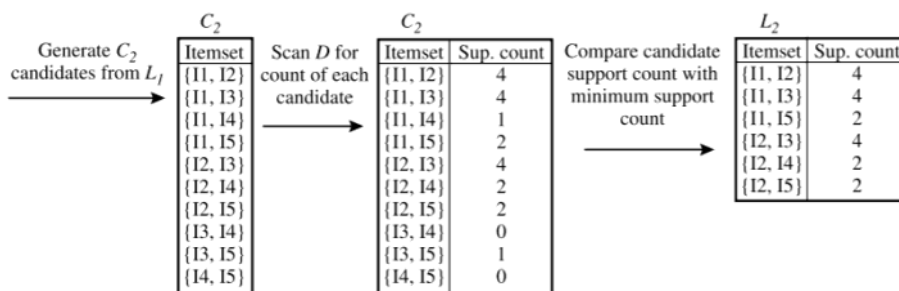 C₂
C₂
L₂
Generate C₂
candidates from L₁
Itemset
{I1, I2}
{I1, I3}
{I1, I4}
{I1, I5}
{I2, I3}
{I2, I4}
{I2, I5}
{I3, I4}
{I3, I5}
{I4, I5}
Scan D for
count of each
candidate
Itemset Sup. count
{I1, I2} 4
{I1, I3} 4
{I1, I4} 1
{I1, I5} 2
{I2, I3} 4
{I2, I4} 2
{I2, I5} 2
{I3, I4} 0
{I3, I5} 1
{I4, I5} 0
Compare candidate
support count with
minimum support
count
Itemset Sup. count
{I1, I2} 4
{I1, I3} 4
{I1, I5} 2
{I2, I3} 4
{I2, I4} 2
{I2, I5} 2